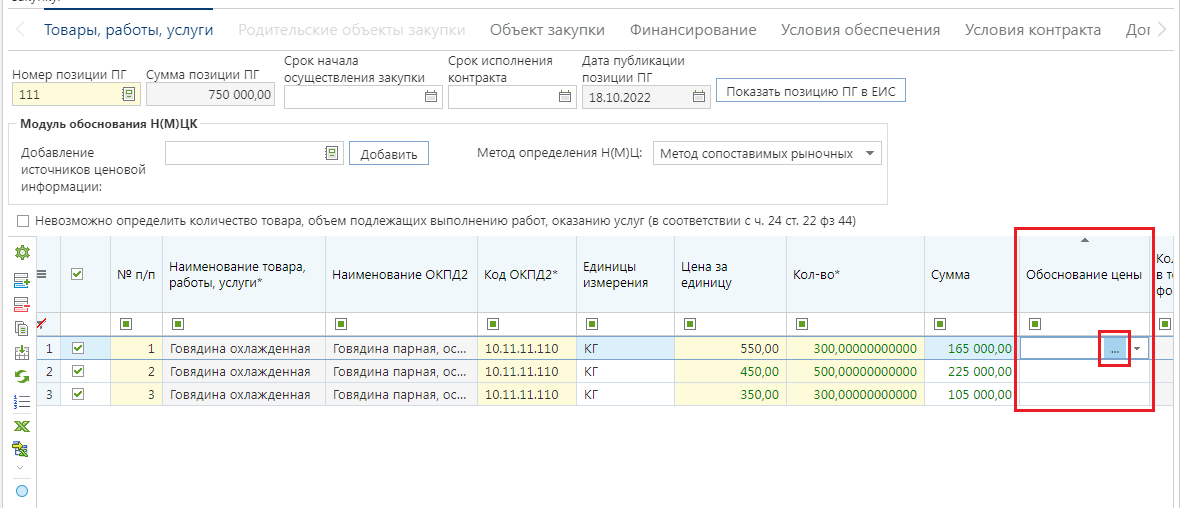 Товары, работы, услуги Родительские объекты закупки Объект закупки Финансирование Условия обеспечения Условия контракта
Номер позиции ПГ Сумма позиции ПГ Срок начала осуществления закупки Срок исполнения контракта Дата публикации позиции ПГ
111 750 000,00 18.10.2022 Показать позицию ПГ в ЕИС
Модуль обоснования Н(М)ЦК
Добавление источников ценовой информации: Добавить Метод определения Н(М)Ц: Метод сопоставимых рыночных
Невозможно определить количество товара, объем подлежащих выполнению работ, оказанию услуг (в соответствии с ч. 24 ст. 22 фз 44)
№ п/п Наименование товара, работы, услуги* Наименование ОКПД2 Код ОКПД2* Единицы измерения Цена за единицу Кол-во* Сумма Обоснование цены
1 1 Говядина охлажденная Говядина парная, ос... 10.11.11.110 КГ 550,00 300,00000000000 165 000,00 ...
2 2 Говядина охлажденная Говядина парная, ос... 10.11.11.110 КГ 450,00 500,00000000000 225 000,00
3 3 Говядина охлажденная Говядина парная, ос... 10.11.11.110 КГ 350,00 300,00000000000 105 000,00